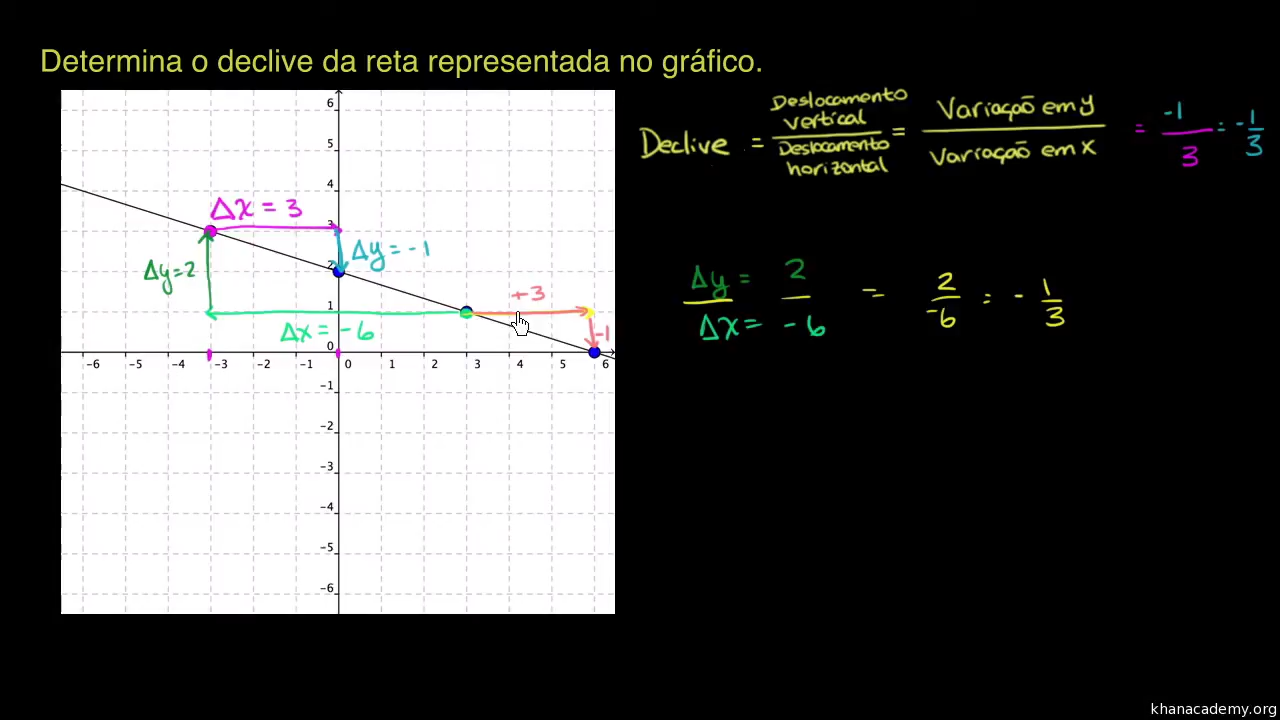 Determina o declive da reta representada no gráfico.
Declive = Deslocamento vertical / Deslocamento horizontal = Variação em y / Variação em x = -1 / 3 = -1/3
6
5
4
Δx = 3
3
Δy = -1
Δy=2
2
+3
1
Δx = -6
-1
0
-6 -5 -4 -3 -2 -1 0 1 2 3 4 5 6
-1
-2
-3
-4
-5
-6
Δy = 2
Δx = -6
= 2/-6 = -1/3
khanacademy.org